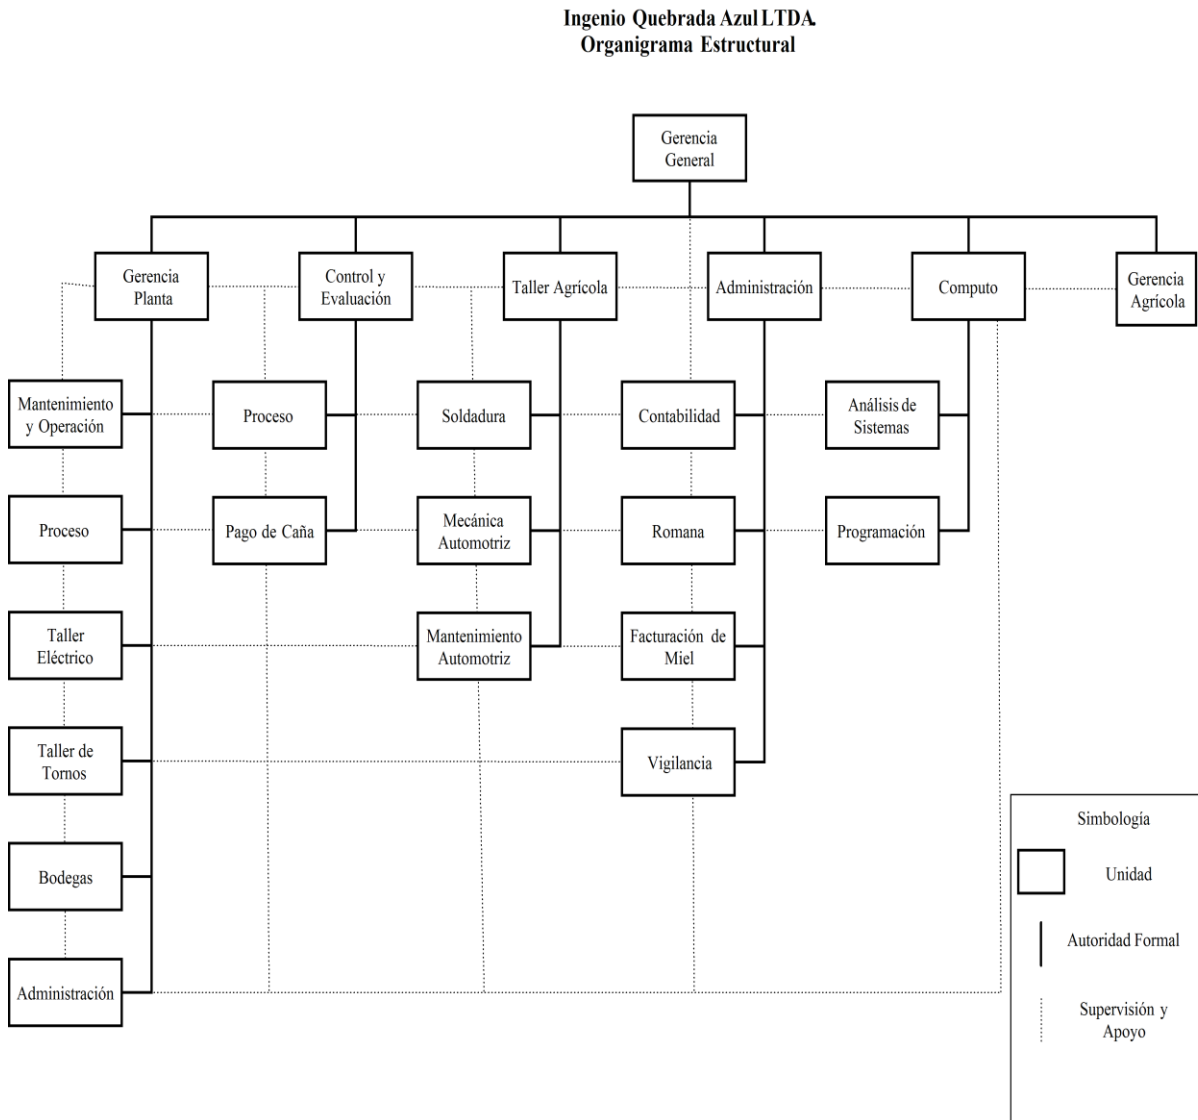 Ingenio Quebrada Azul LTDA.
Organigrama Estructural
Gerencia
General
Gerencia
Planta
Control y
Evaluación
Taller Agrícola
Administración
Computo
Gerencia
Agrícola
Mantenimiento
y Operación
Proceso
Soldadura
Contabilidad
Análisis de
Sistemas
Proceso
Pago de Caña
Mecánica
Automotriz
Romana
Programación
Taller
Eléctrico
Mantenimiento
Automotriz
Facturación de
Miel
Taller de
Tornos
Vigilancia
Bodegas
Administración
Simbología
Unidad
Autoridad Formal
Supervisión y
Apoyo